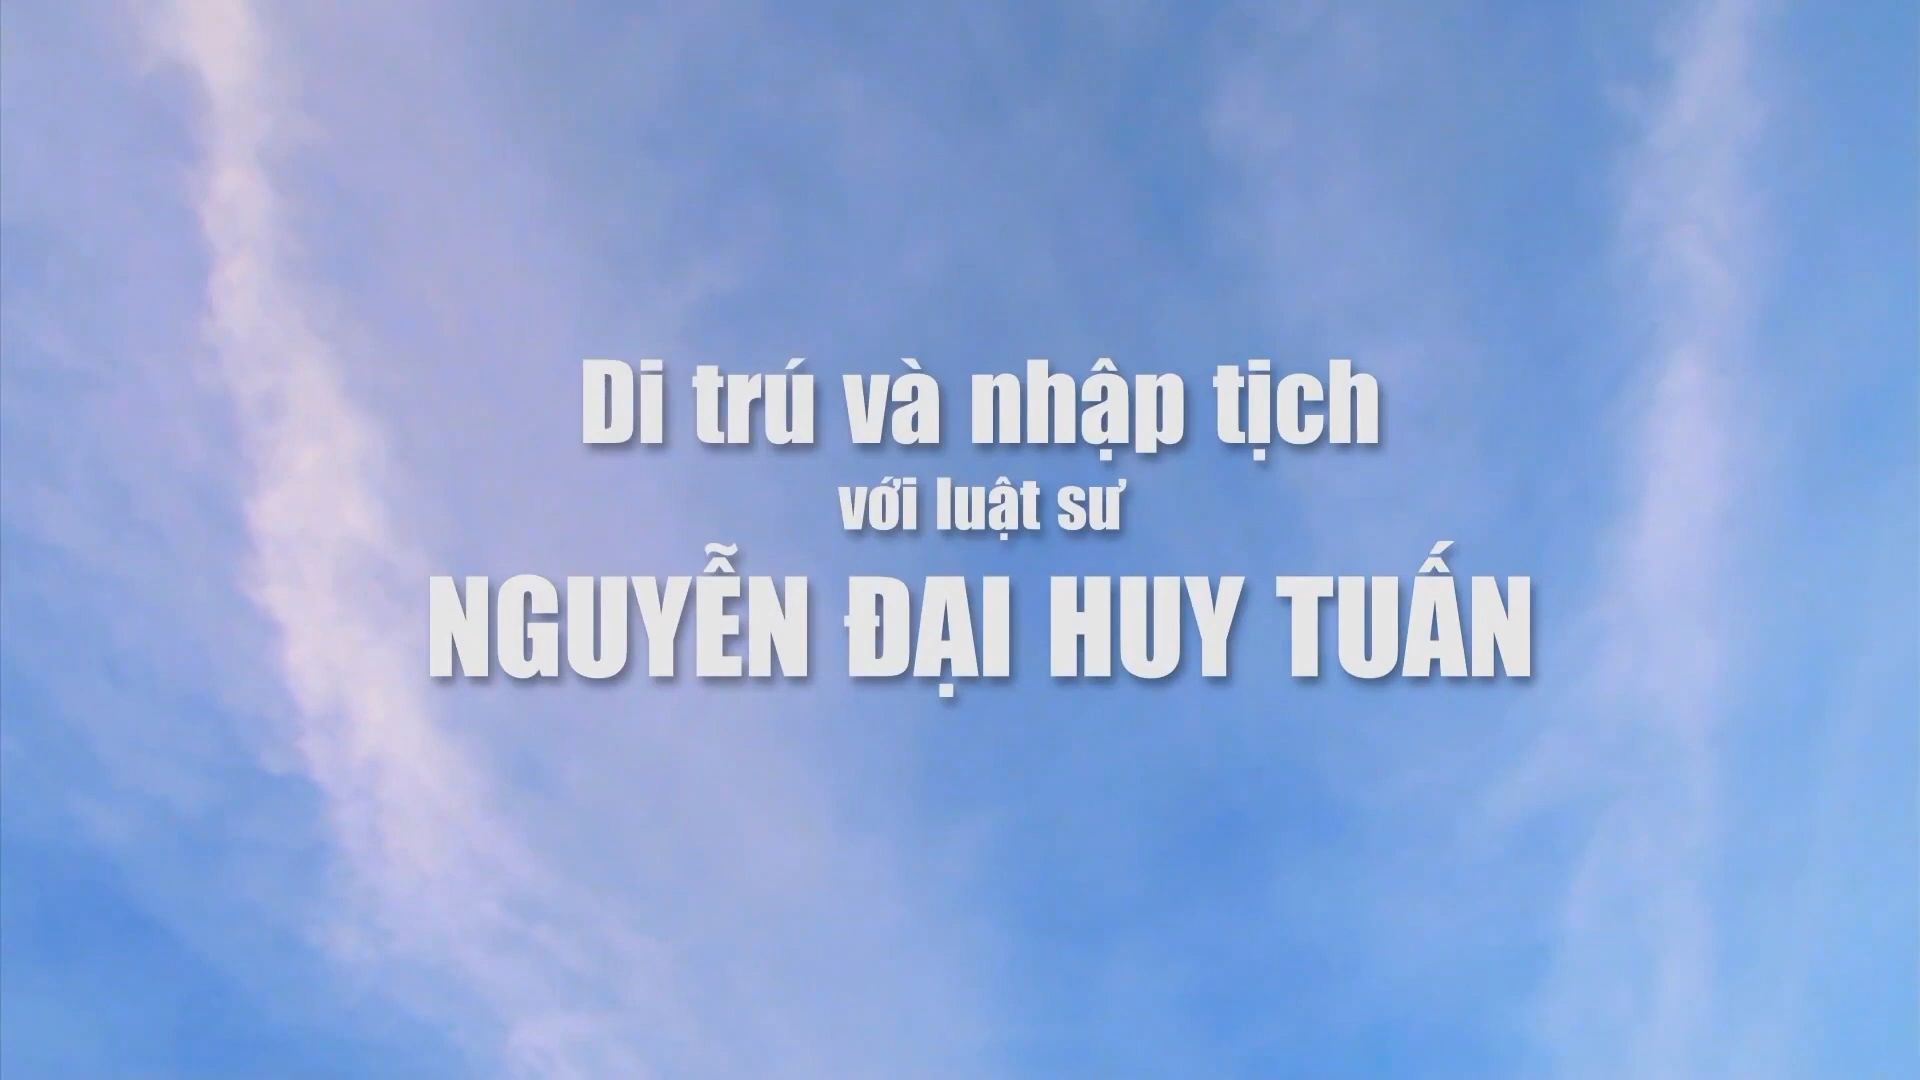 Di trú và nhập tịch
với luật sư
NGUYỄN ĐẠI HUY TUẤN